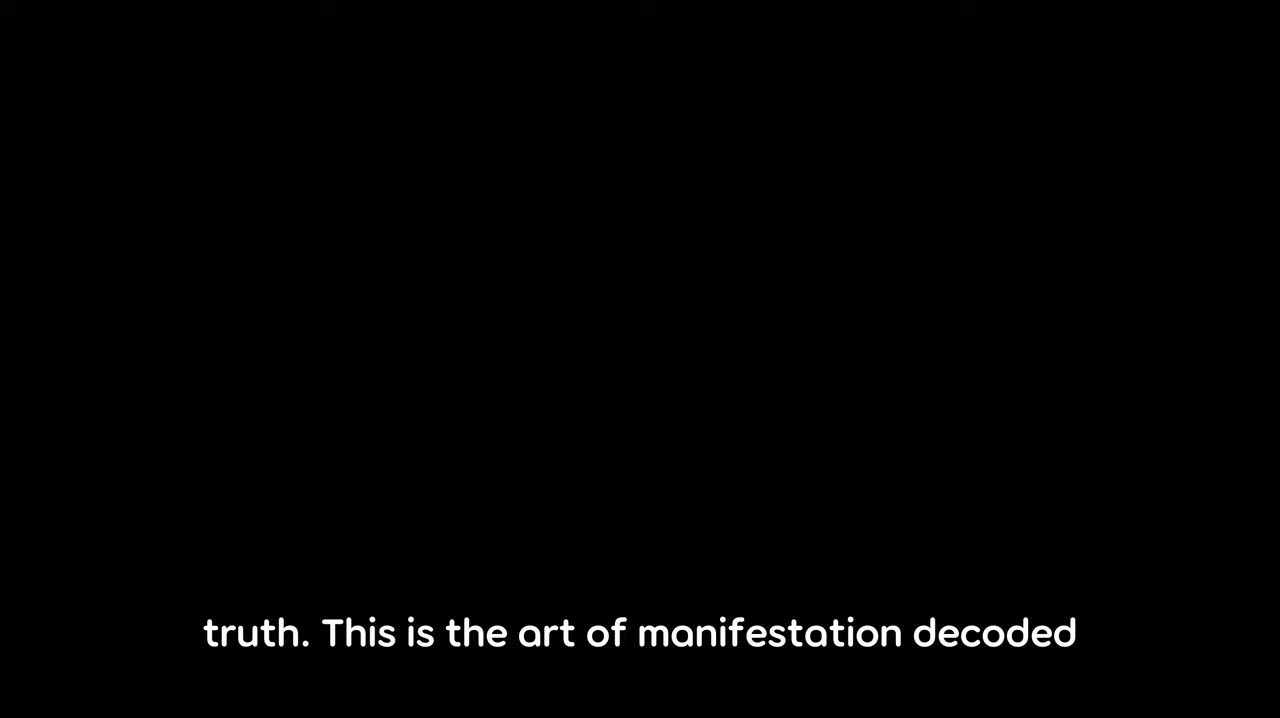 truth. This is the art of manifestation decoded